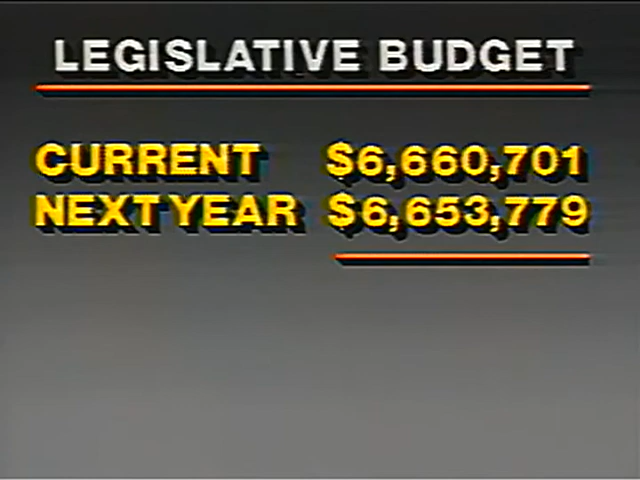 LEGISLATIVE BUDGET
CURRENT $6,660,701
NEXT YEAR $6,653,779